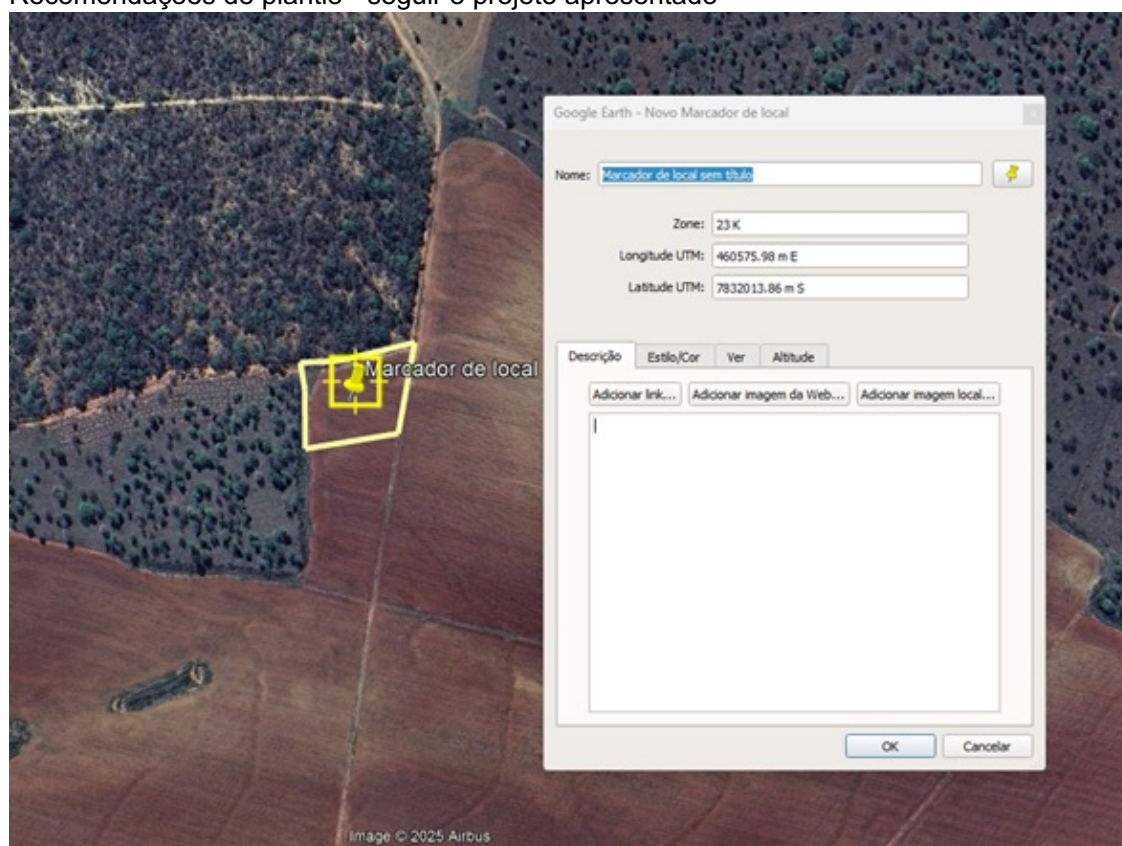 Recomendações de plantio - seguir o projeto apresentado
Google Earth - Novo Marcador de local
Nome: Marcador de local sem título
Zone: 23 K
Longitude UTM: 460575.98 m E
Latitude UTM: 7832013.86 m S
Marcador de local
Descrição Estilo/Cor Ver Altitude
Adicionar link... Adicionar imagem da Web... Adicionar imagem local...
OK Cancelar
Image © 2025 Airbus